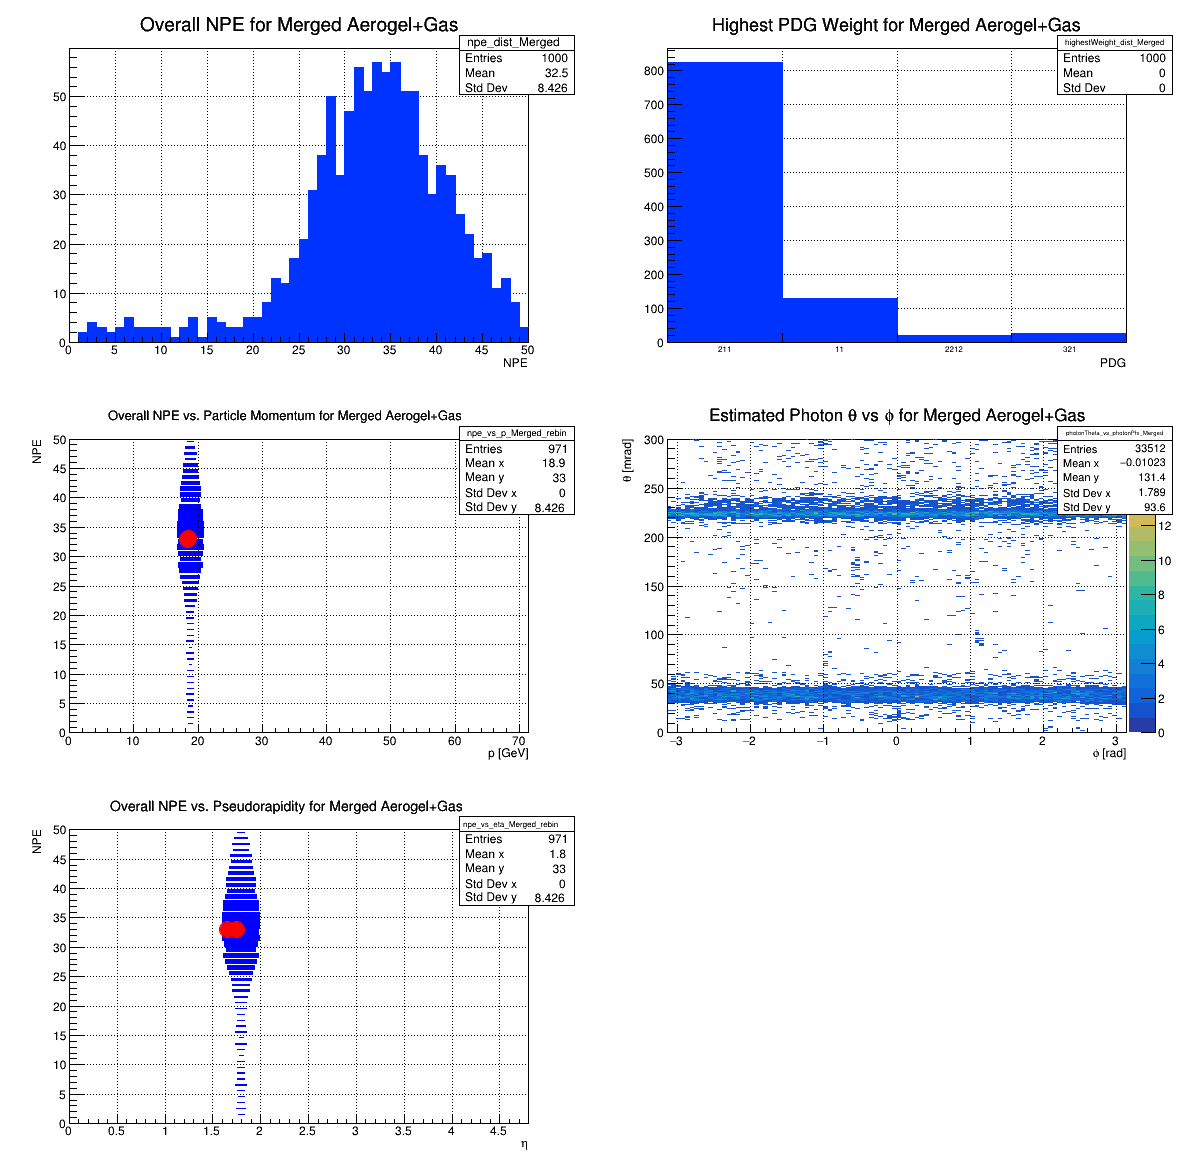 Overall NPE for Merged Aerogel+Gas
npe_dist_Merged
Entries 1000
Mean 32.5
Std Dev 8.426
50
40
30
20
10
0
0 5 10 15 20 25 30 35 40 45 50
NPE
Highest PDG Weight for Merged Aerogel+Gas
highestWeight_dist_Merged
Entries 1000
Mean 0
Std Dev 0
800
700
600
500
400
300
200
100
0
211 11 2212 321
PDG
Overall NPE vs. Particle Momentum for Merged Aerogel+Gas
npe_vs_p_Merged_rebin
Entries 971
Mean x 18.9
Mean y 33
Std Dev x 0
Std Dev y 8.426
NPE
50
45
40
35
30
25
20
15
10
5
0
0 10 20 30 40 50 60 70
p [GeV]
Estimated Photon θ vs ϕ for Merged Aerogel+Gas
photonTheta_vs_photonPhi_Merged
Entries 33512
Mean x −0.01023
Mean y 131.4
Std Dev x 1.789
Std Dev y 93.6
θ [mrad]
300
250
200
150
100
50
0
−3 −2 −1 0 1 2 3
ϕ [rad]
12
10
8
6
4
2
0
Overall NPE vs. Pseudorapidity for Merged Aerogel+Gas
npe_vs_eta_Merged_rebin
Entries 971
Mean x 1.8
Mean y 33
Std Dev x 0
Std Dev y 8.426
NPE
50
45
40
35
30
25
20
15
10
5
0
0 0.5 1 1.5 2 2.5 3 3.5 4 4.5
η